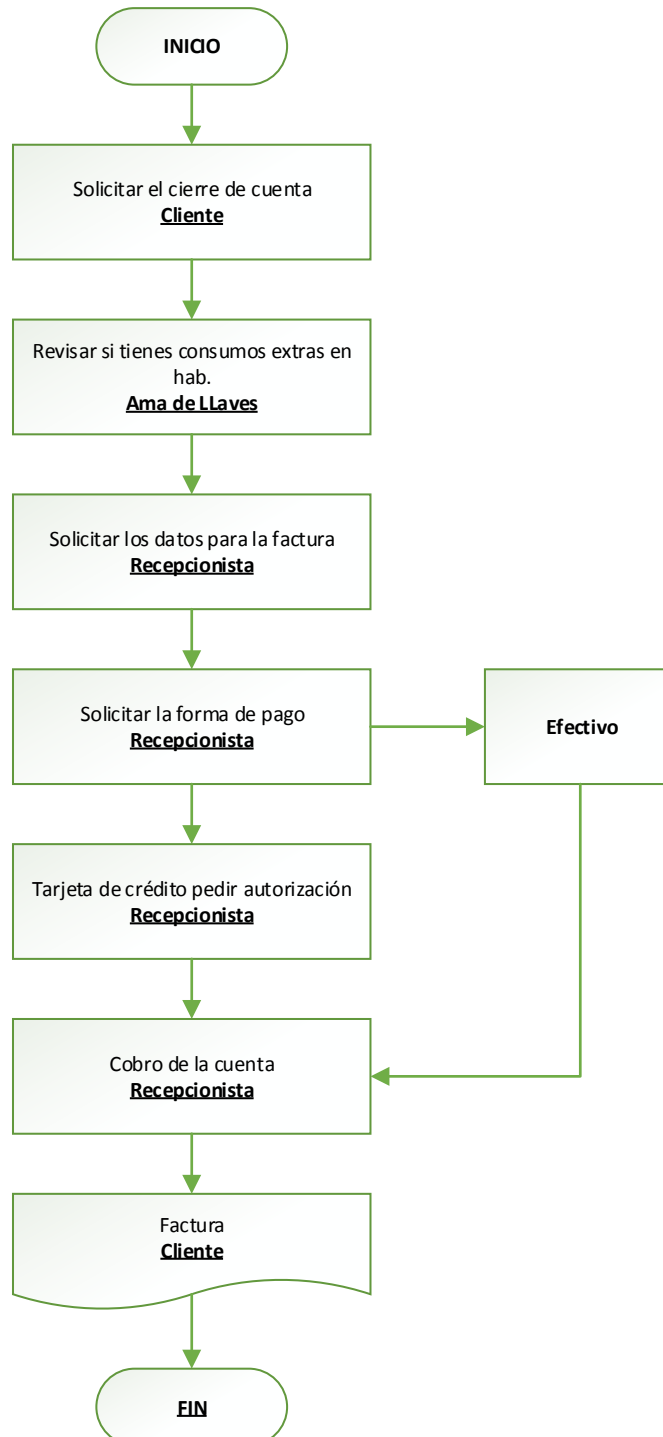 INICIO
Solicitar el cierre de cuenta
Cliente
Revisar si tienes consumos extras en
hab.
Ama de LLaves
Solicitar los datos para la factura
Recepcionista
Solicitar la forma de pago
Recepcionista
Efectivo
Tarjeta de crédito pedir autorización
Recepcionista
Cobro de la cuenta
Recepcionista
Factura
Cliente
FIN